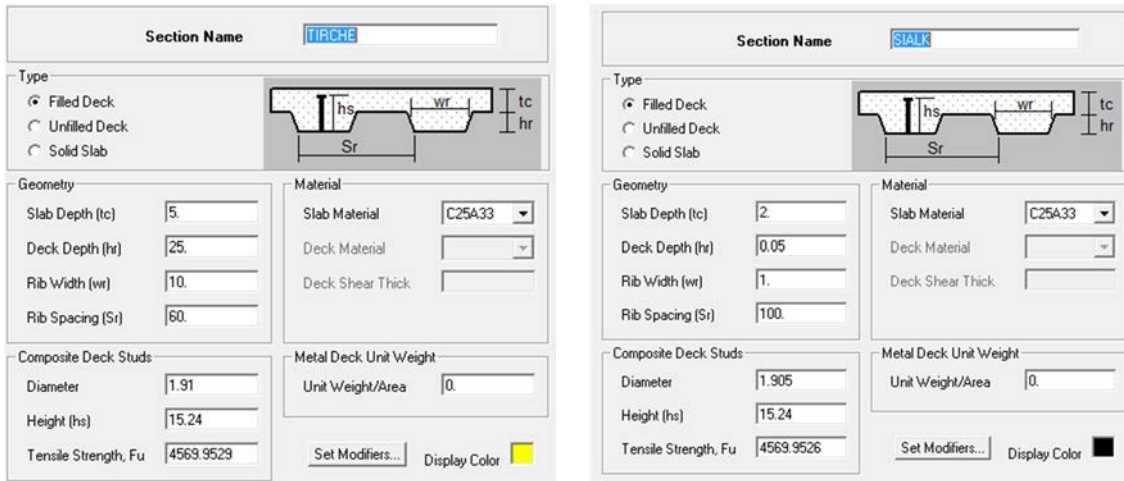 Section Name TIRCHE
Type
Filled Deck
Unfilled Deck
Solid Slab
hs wr tc
hr
Sr
Geometry
Slab Depth (tc) 5.
Deck Depth (hr) 25.
Rib Width (wr) 10.
Rib Spacing (Sr) 60.
Material
Slab Material C25A33
Deck Material
Deck Shear Thick
Composite Deck Studs
Diameter 1.91
Height (hs) 15.24
Tensile Strength, Fu 4569.9529
Metal Deck Unit Weight
Unit Weight/Area 0.
Set Modifiers... Display Color
Section Name SIALK
Type
Filled Deck
Unfilled Deck
Solid Slab
hs wr tc
hr
Sr
Geometry
Slab Depth (tc) 2.
Deck Depth (hr) 0.05
Rib Width (wr) 1.
Rib Spacing (Sr) 100.
Material
Slab Material C25A33
Deck Material
Deck Shear Thick
Composite Deck Studs
Diameter 1.905
Height (hs) 15.24
Tensile Strength, Fu 4569.9526
Metal Deck Unit Weight
Unit Weight/Area 0.
Set Modifiers... Display Color